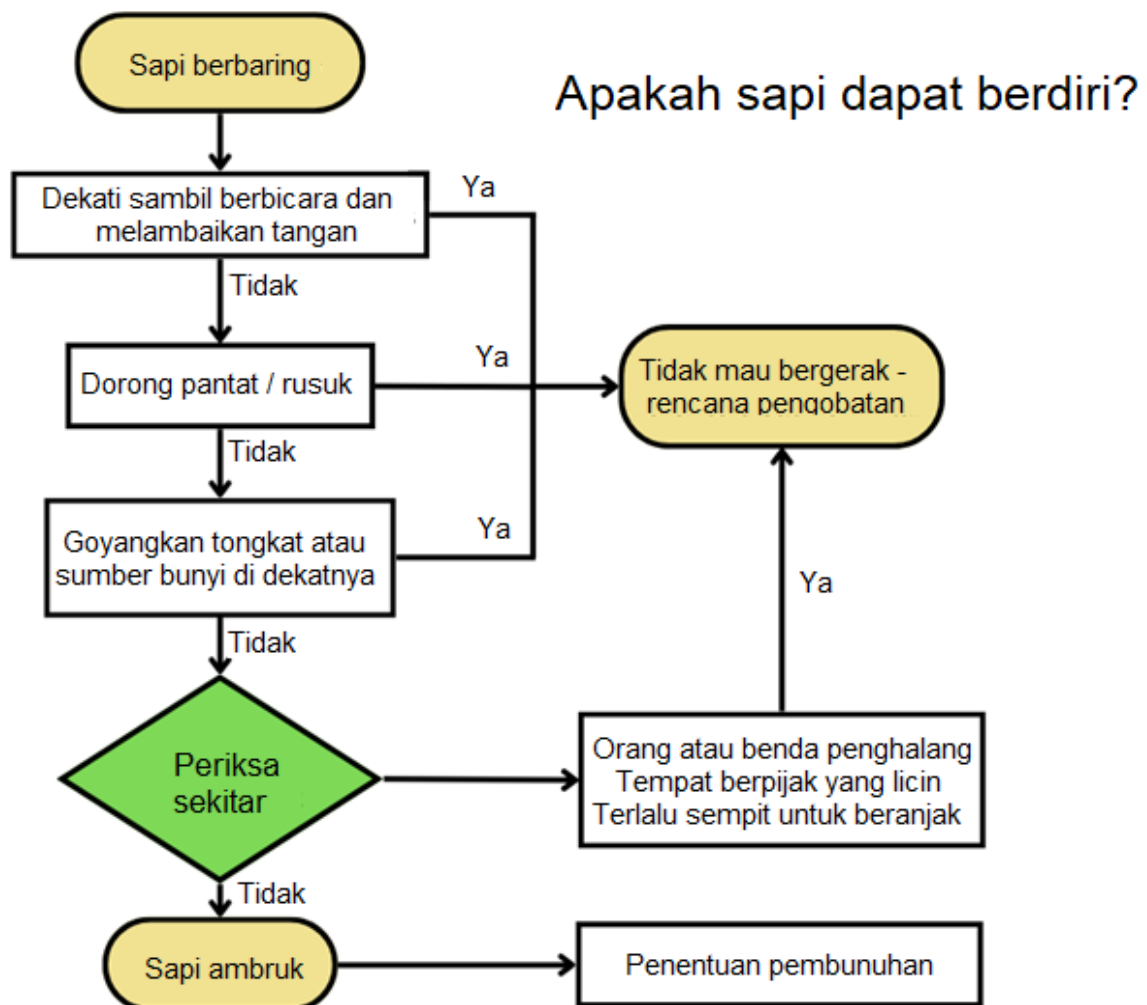 Sapi berbaring
Apakah sapi dapat berdiri?
Dekati sambil berbicara dan
melambaikan tangan
Ya
Tidak
Dorong pantat / rusuk
Ya
Tidak mau bergerak -
rencana pengobatan
Tidak
Goyangkan tongkat atau
sumber bunyi di dekatnya
Ya
Ya
Tidak
Periksa
sekitar
Orang atau benda penghalang
Tempat berpijak yang licin
Terlalu sempit untuk beranjak
Tidak
Sapi ambruk
Penentuan pembunuhan